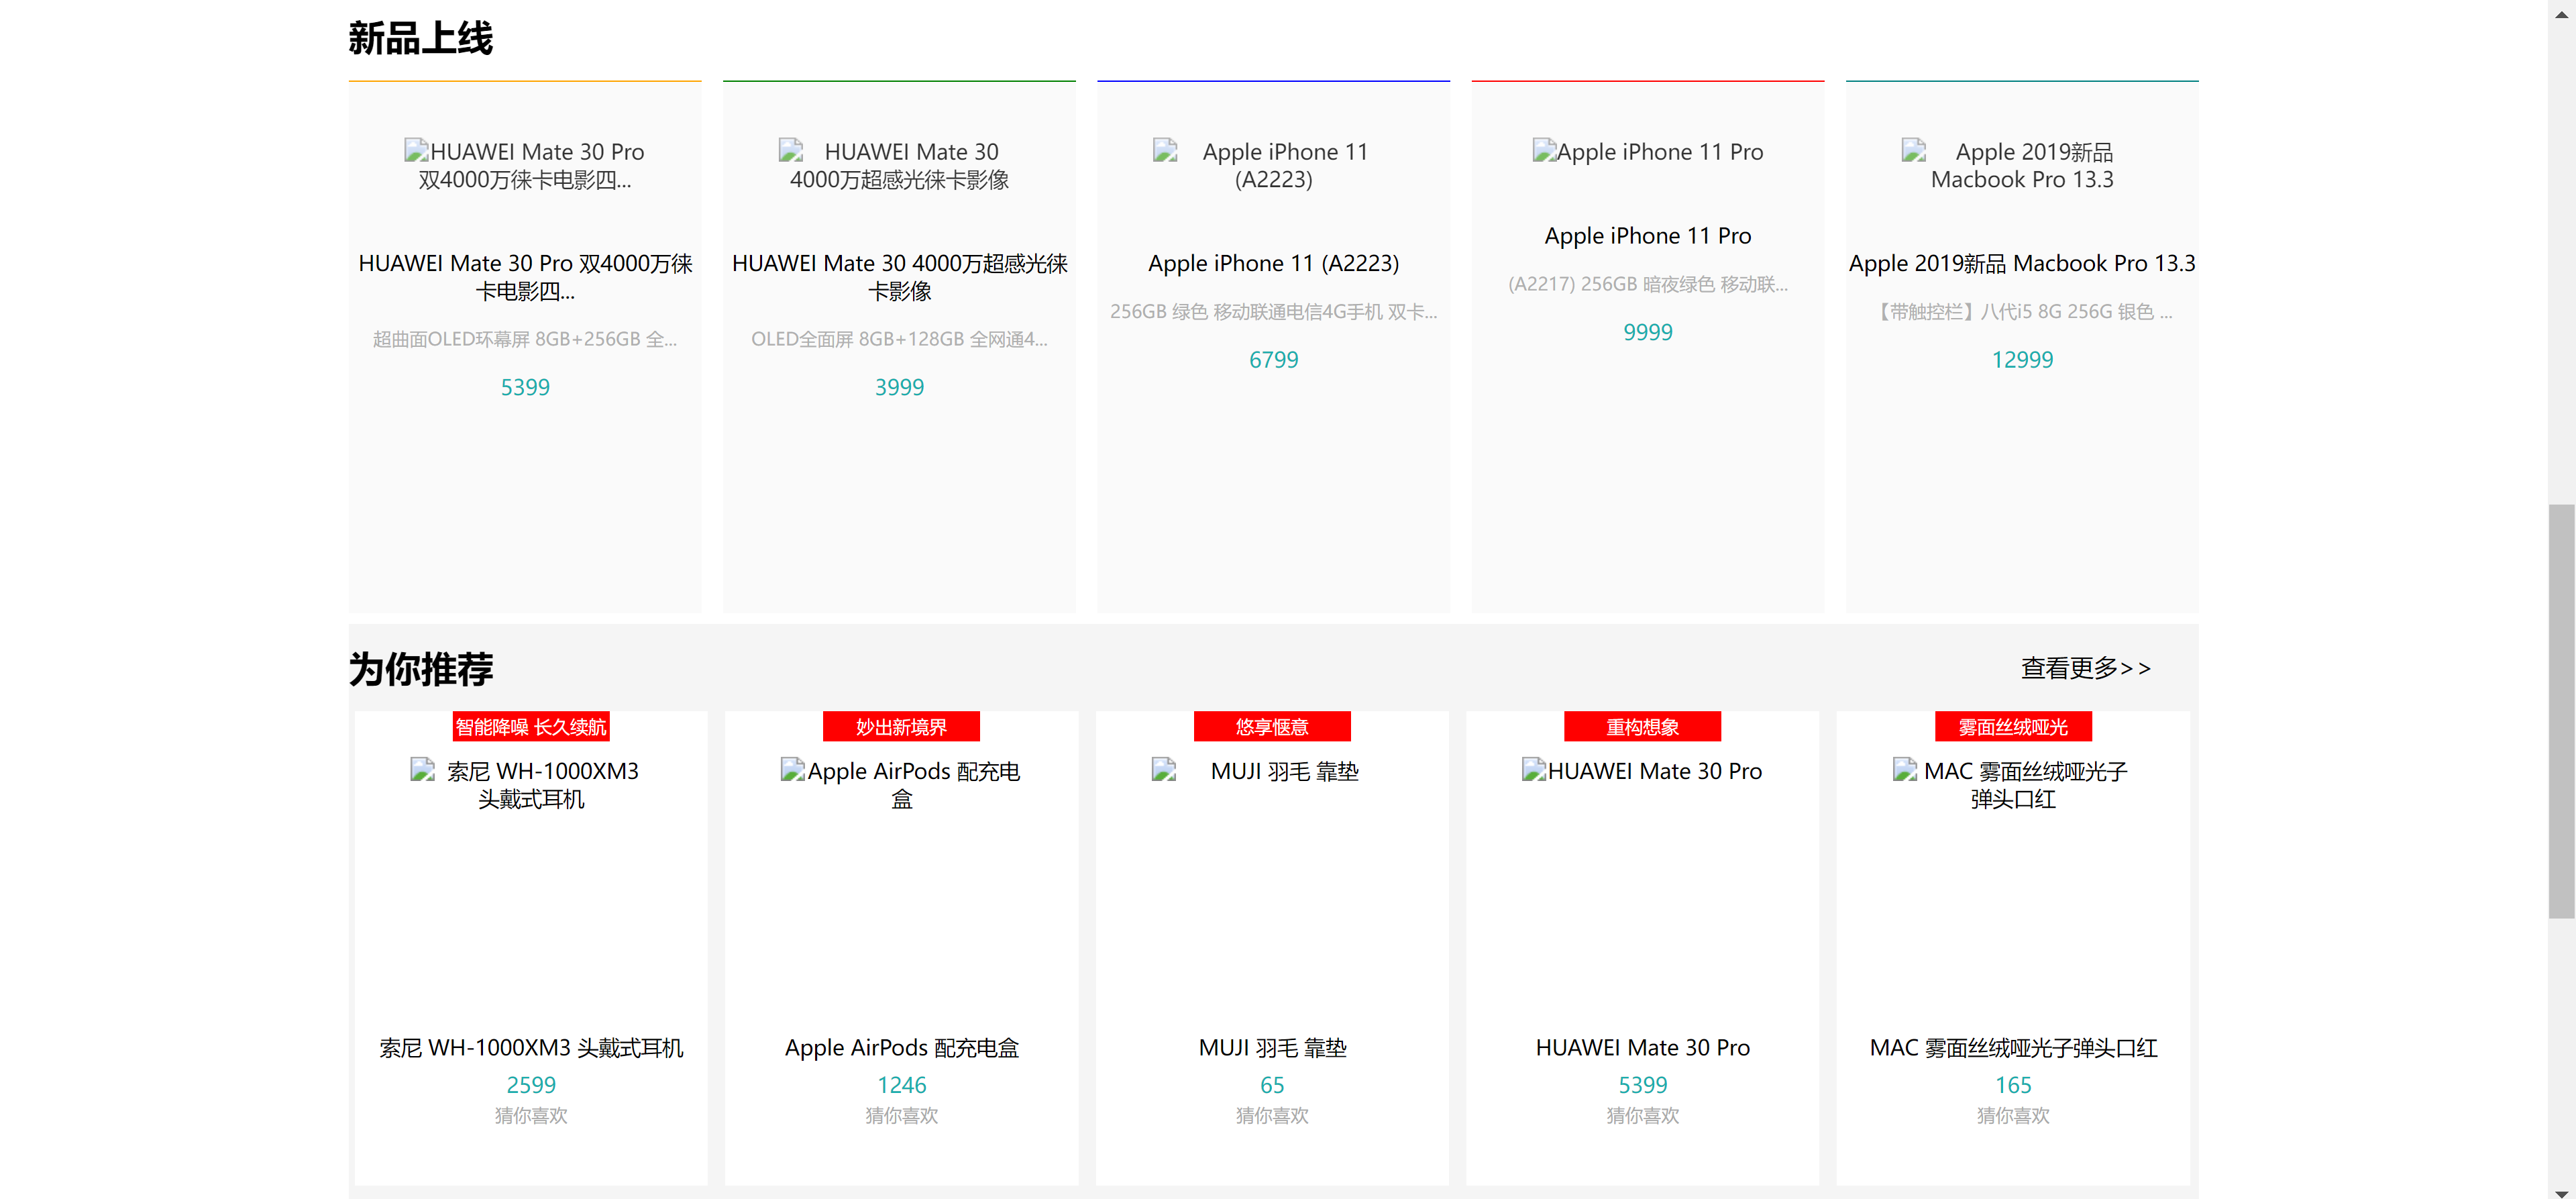 新品上线
HUAWEI Mate 30 Pro
双4000万徕卡电影四...
HUAWEI Mate 30 Pro 双4000万徕
卡电影四...
超曲面OLED环幕屏 8GB+256GB 全...
5399
HUAWEI Mate 30
4000万超感光徕卡影像
HUAWEI Mate 30 4000万超感光徕
卡影像
OLED全面屏 8GB+128GB 全网通4...
3999
Apple iPhone 11
(A2223)
Apple iPhone 11 (A2223)
256GB 绿色 移动联通电信4G手机 双卡...
6799
Apple iPhone 11 Pro
Apple iPhone 11 Pro
(A2217) 256GB 暗夜绿色 移动联...
9999
Apple 2019新品
Macbook Pro 13.3
Apple 2019新品 Macbook Pro 13.3
【带触控栏】八代i5 8G 256G 银色 ...
12999
为你推荐
查看更多>>
智能降噪 长久续航
索尼 WH-1000XM3
头戴式耳机
索尼 WH-1000XM3 头戴式耳机
2599
猜你喜欢
妙出新境界
Apple AirPods 配充电
盒
Apple AirPods 配充电盒
1246
猜你喜欢
悠享惬意
MUJI 羽毛 靠垫
MUJI 羽毛 靠垫
65
猜你喜欢
重构想象
HUAWEI Mate 30 Pro
HUAWEI Mate 30 Pro
5399
猜你喜欢
雾面丝绒哑光
MAC 雾面丝绒哑光子
弹头口红
MAC 雾面丝绒哑光子弹头口红
165
猜你喜欢